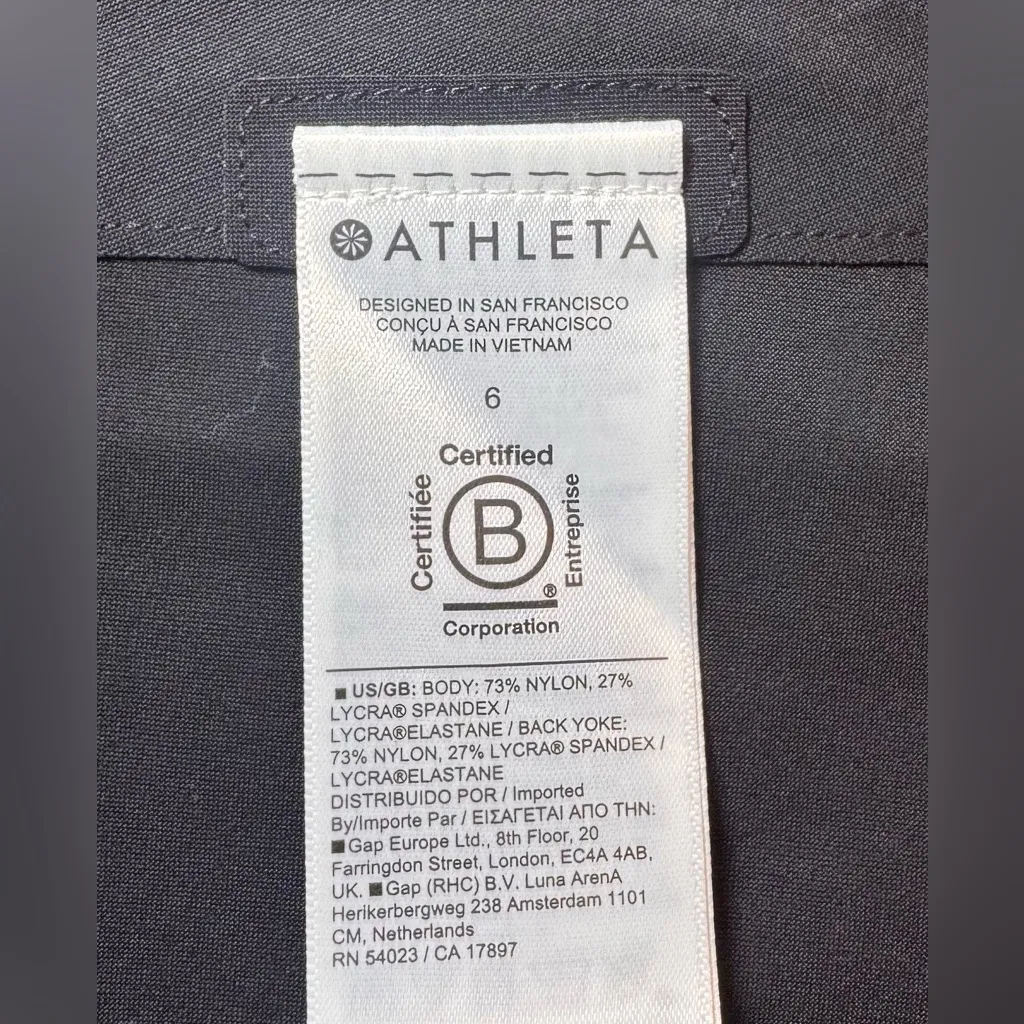 ATHLETA
DESIGNED IN SAN FRANCISCO
CONÇU À SAN FRANCISCO
MADE IN VIETNAM
6
Certified
Certifiée
B
Entreprise
®
Corporation
US/GB: BODY: 73% NYLON, 27%
LYCRA® SPANDEX /
LYCRA®ELASTANE / BACK YOKE:
73% NYLON, 27% LYCRA® SPANDEX /
LYCRA®ELASTANE
DISTRIBUIDO POR / Imported
By/Importe Par / ΕΙΣΑΓΕΤΑΙ ΑΠΟ ΤΗΝ:
Gap Europe Ltd., 8th Floor, 20
Farringdon Street, London, EC4A 4AB,
UK. Gap (RHC) B.V. Luna ArenA
Herikerbergweg 238 Amsterdam 1101
CM, Netherlands
RN 54023 / CA 17897